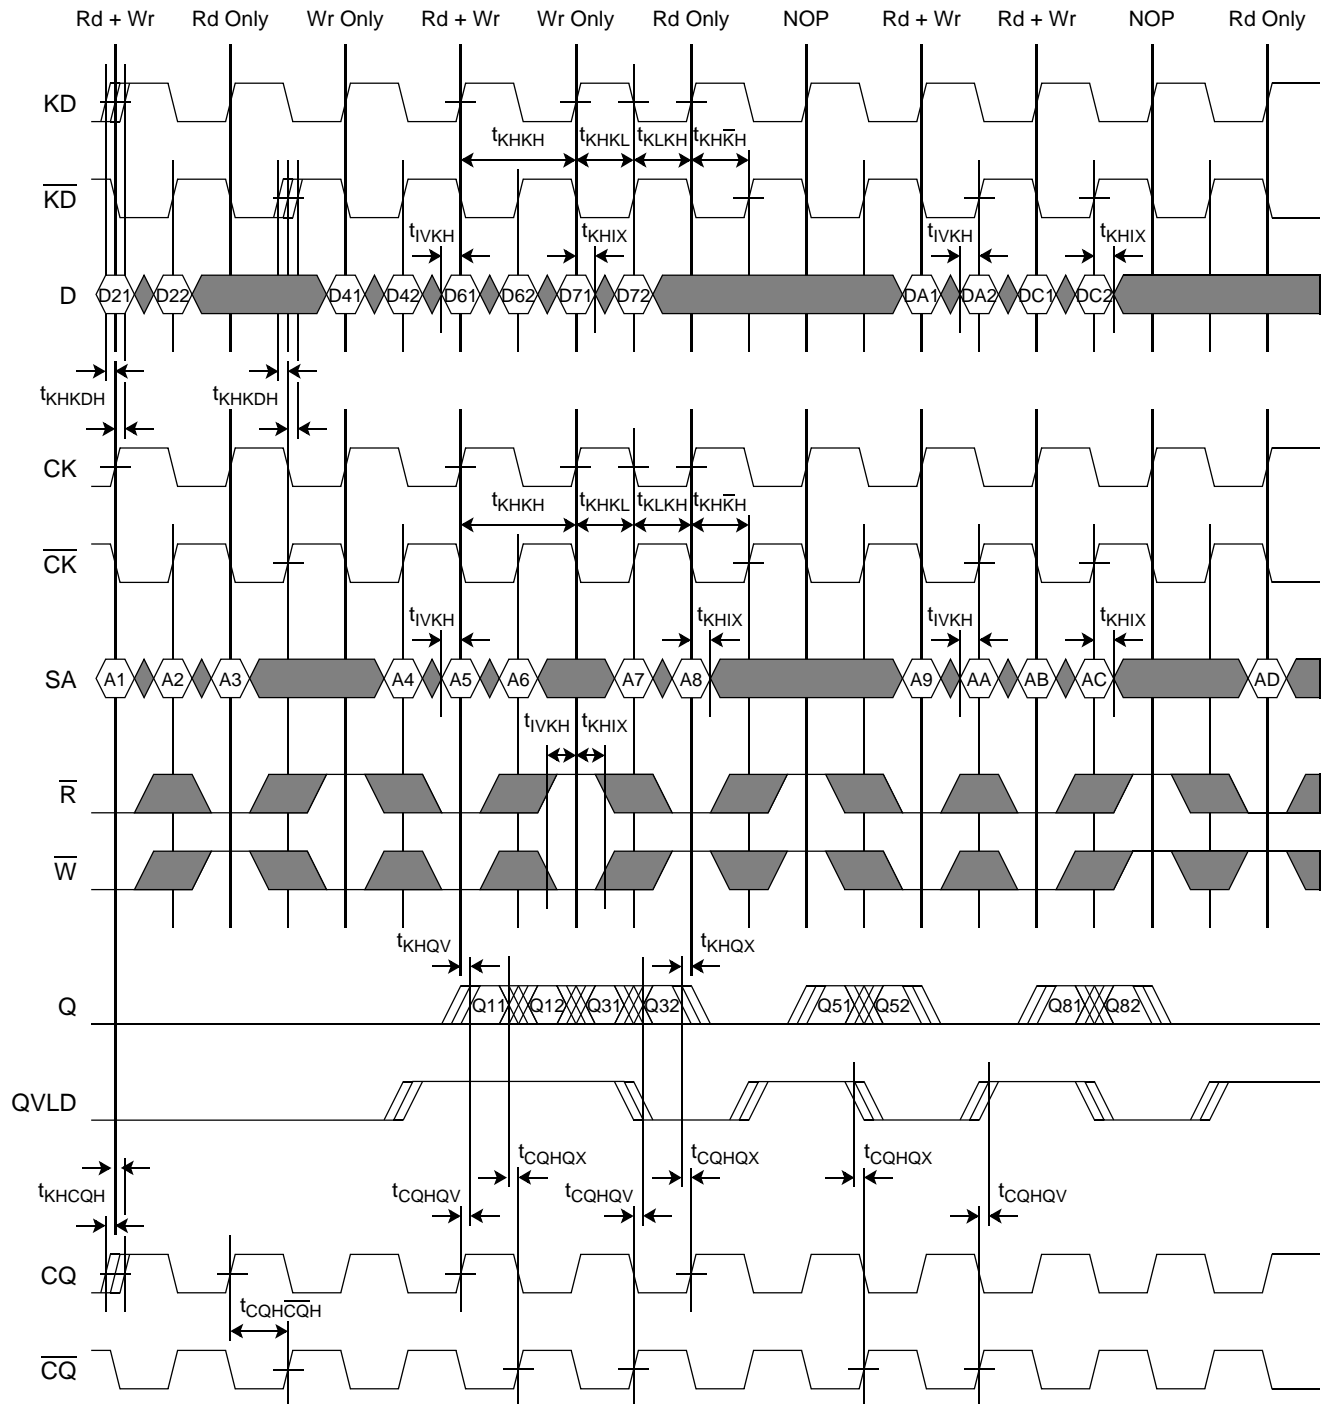 Rd + Wr Rd Only Wr Only Rd + Wr Wr Only Rd Only NOP Rd + Wr Rd + Wr NOP Rd Only
KD
tKHKH tKHKL tKLKH tKHK̅H
K̅D̅
tIVKH tKHIX tIVKH tKHIX
D D21 D22 D41 D42 D61 D62 D71 D72 DA1 DA2 DC1 DC2
tKHKDH tKHKDH
CK
tKHKH tKHKL tKLKH tKHK̅H
C̅K̅
tIVKH tKHIX tIVKH tKHIX
SA A1 A2 A3 A4 A5 A6 A7 A8 A9 AA AB AC AD
tIVKH tKHIX
R̅
W̅
tKHQV tKHQX
Q Q11 Q12 Q31 Q32 Q51 Q52 Q81 Q82
QVLD
tCQHQX tCQHQX tCQHQX
tKHCQH tCQHQV tCQHQV tCQHQV
CQ
tCQHC̅Q̅H
C̅Q̅